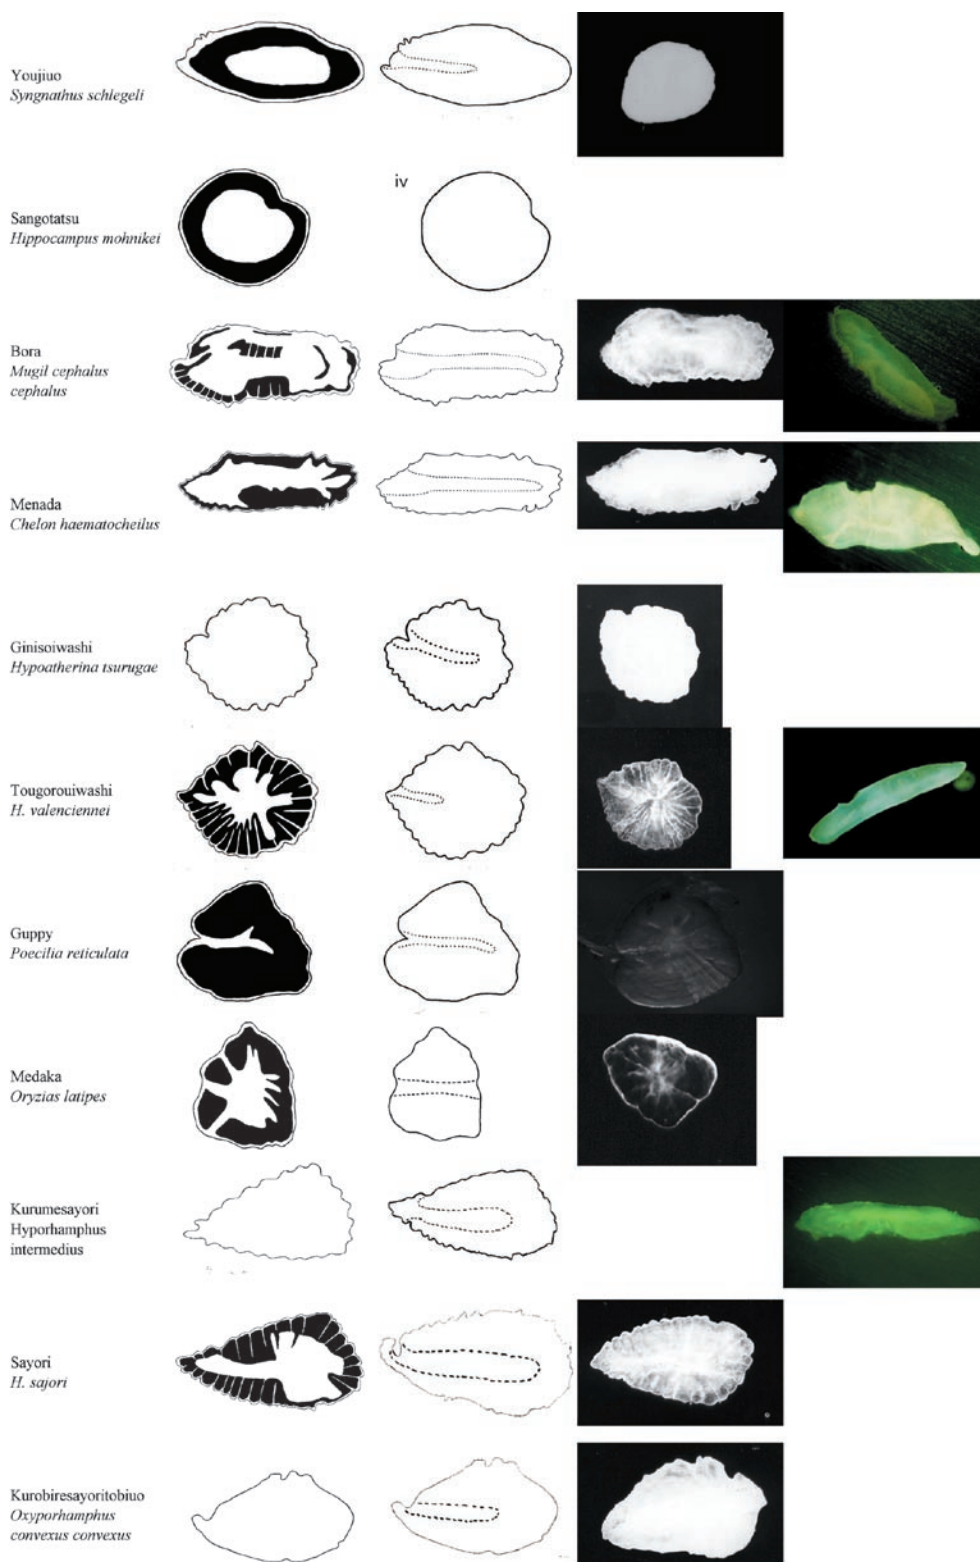 Youjiuo
Syngnathus schlegeli
Sangotatsu
Hippocampus mohnikei
iv
Bora
Mugil cephalus
cephalus
Menada
Chelon haematocheilus
Ginisoiwashi
Hypoatherina tsurugae
Tougorouiwashi
H. valenciennei
Guppy
Poecilia reticulata
Medaka
Oryzias latipes
Kurumesayori
Hyporhamphus
intermedius
Sayori
H. sajori
Kurobiresayoritobiuo
Oxyporhamphus
convexus convexus